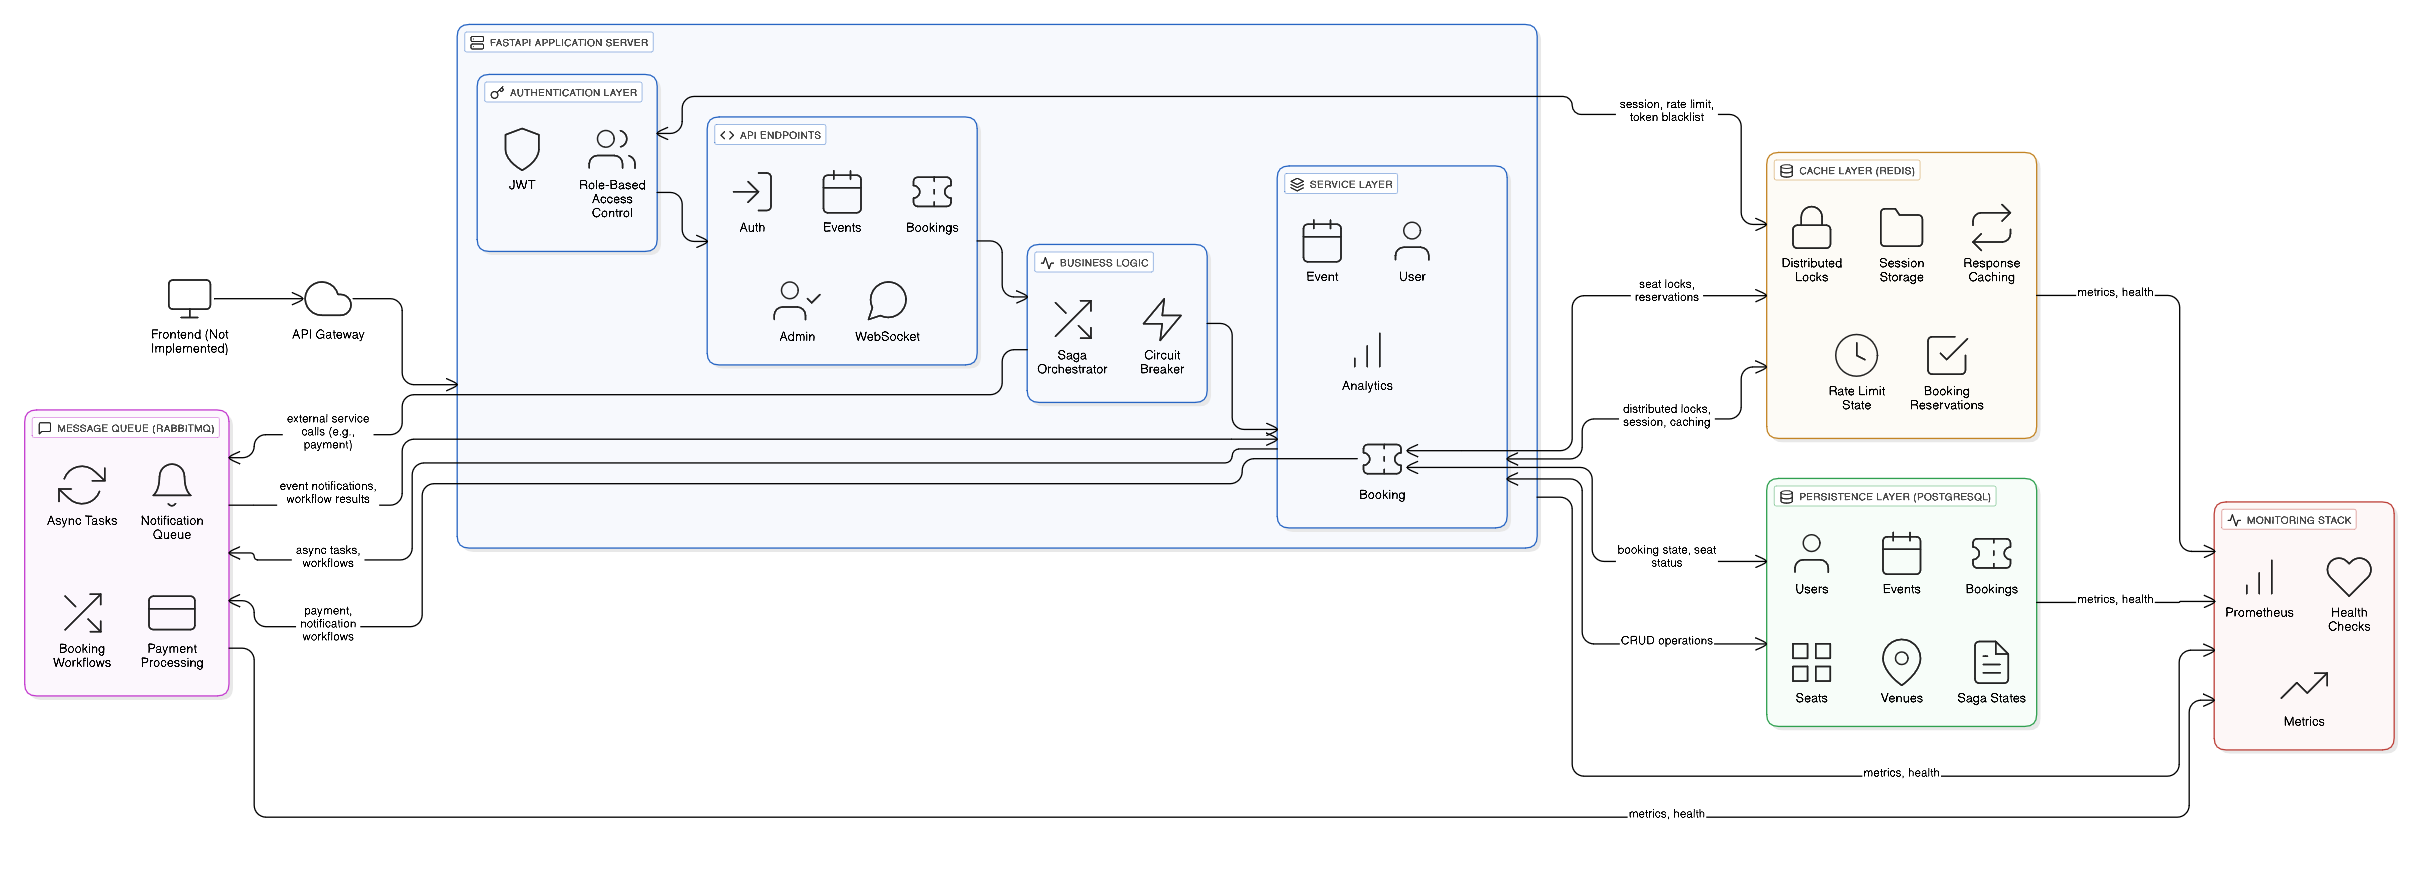 FASTAPI APPLICATION SERVER
AUTHENTICATION LAYER
JWT
Role-Based
Access
Control
API ENDPOINTS
Auth
Events
Bookings
Admin
WebSocket
BUSINESS LOGIC
Saga
Orchestrator
Circuit
Breaker
SERVICE LAYER
Event
User
Analytics
Booking
Frontend (Not
Implemented)
API Gateway
MESSAGE QUEUE (RABBITMQ)
Async Tasks
Notification
Queue
Booking
Workflows
Payment
Processing
external service
calls (e.g.,
payment)
event notifications,
workflow results
async tasks,
workflows
payment,
notification
workflows
session, rate limit,
token blacklist
seat locks,
reservations
distributed locks,
session, caching
booking state, seat
status
CRUD operations
CACHE LAYER (REDIS)
Distributed
Locks
Session
Storage
Response
Caching
Rate Limit
State
Booking
Reservations
PERSISTENCE LAYER (POSTGRESQL)
Users
Events
Bookings
Seats
Venues
Saga States
metrics, health
metrics, health
metrics, health
metrics, health
MONITORING STACK
Prometheus
Health
Checks
Metrics